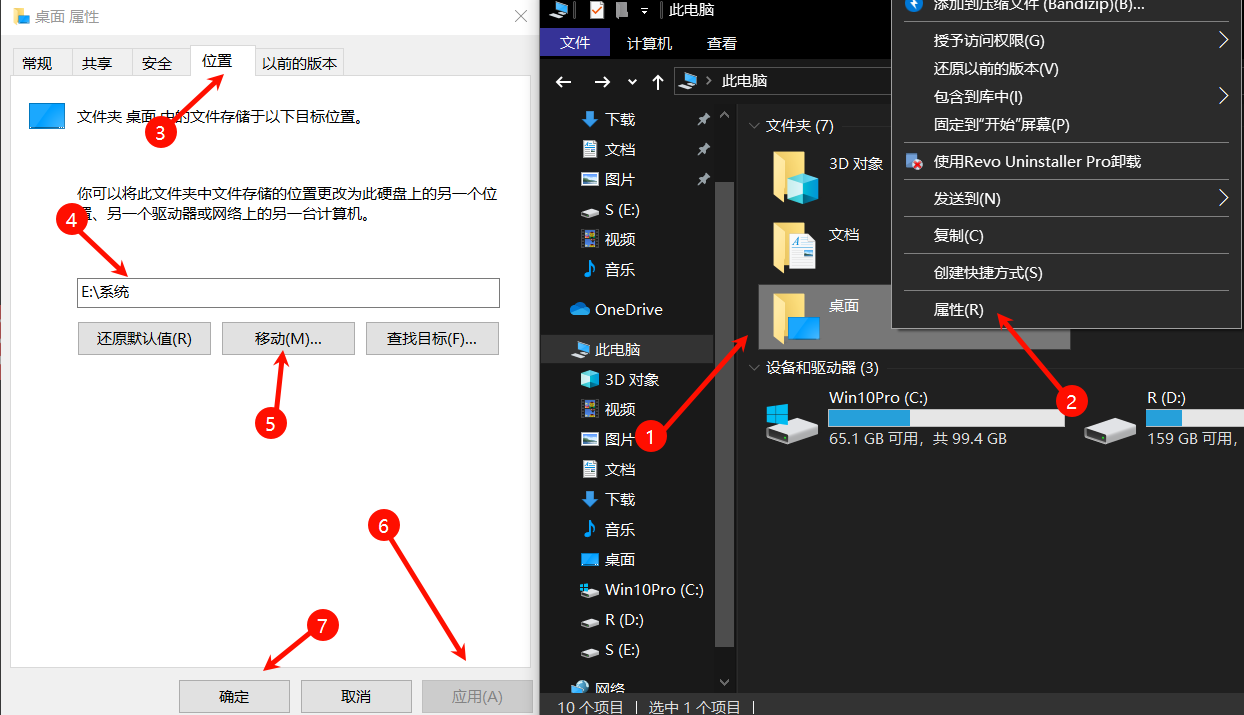 桌面 属性
常规
共享
安全
位置
以前的版本
3
文件夹 桌面 中的文件存储于以下目标位置。
你可以将此文件夹中文件存储的位置更改为此硬盘上的另一个位
置、另一个驱动器或网络上的另一台计算机。
4
E:\系统
还原默认值(R)
移动(M)...
查找目标(F)...
5
6
7
确定
取消
应用(A)
此电脑
文件
计算机
查看
此电脑
下载
文档
图片
S (E:)
视频
音乐
OneDrive
此电脑
3D 对象
视频
图片
文档
下载
音乐
桌面
Win10Pro (C:)
R (D:)
S (E:)
网络
1
文件夹 (7)
3D 对象
文档
桌面
设备和驱动器 (3)
Win10Pro (C:)
65.1 GB 可用，共 99.4 GB
R (D:)
159 GB 可用，
2
添加到压缩文件 (Bandizip)(B)...
授予访问权限(G)
还原以前的版本(V)
包含到库中(I)
固定到"开始"屏幕(P)
使用Revo Uninstaller Pro卸载
发送到(N)
复制(C)
创建快捷方式(S)
属性(R)
10 个项目
选中 1 个项目